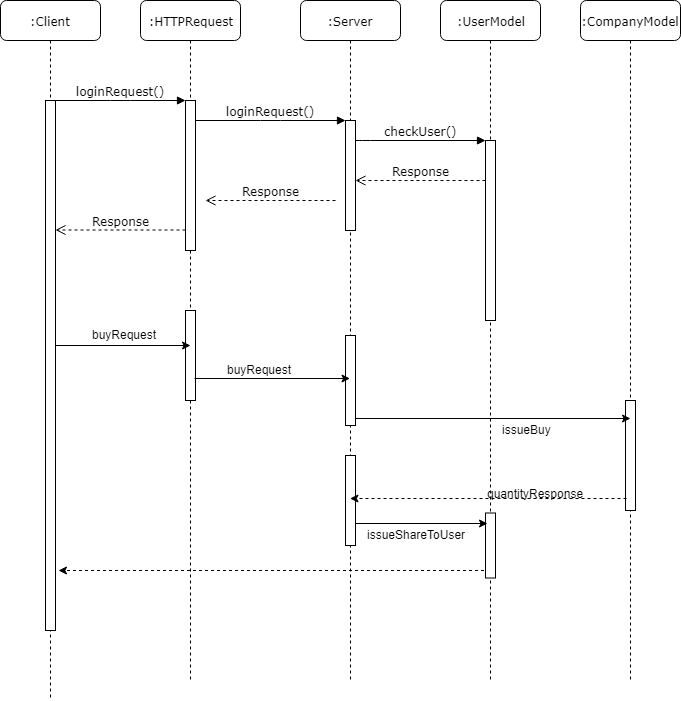 :Client
:HTTPRequest
:Server
:UserModel
:CompanyModel
loginRequest()
loginRequest()
checkUser()
Response
Response
Response
buyRequest
buyRequest
issueBuy
quantityResponse
issueShareToUser